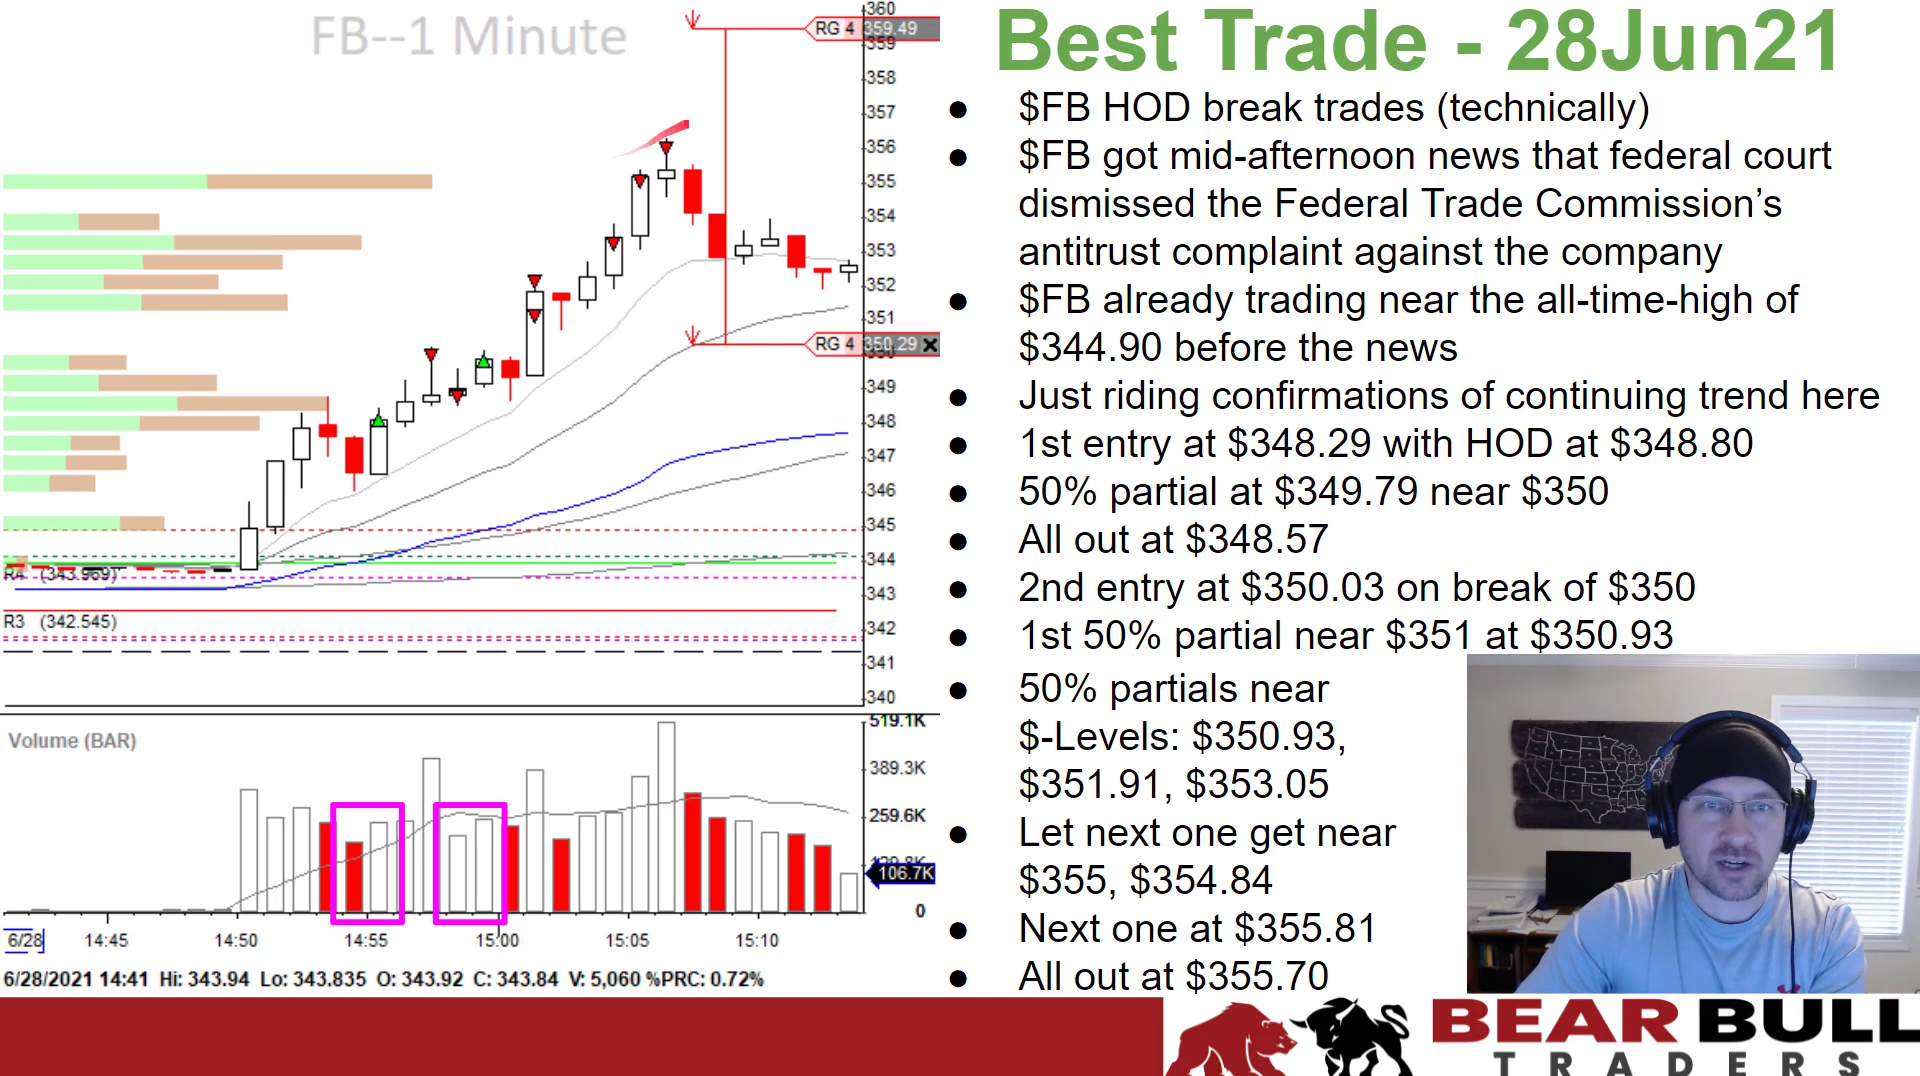 FB--1 Minute
Best Trade - 28Jun21
● $FB HOD break trades (technically)
● $FB got mid-afternoon news that federal court
dismissed the Federal Trade Commission’s
antitrust complaint against the company
● $FB already trading near the all-time-high of
$344.90 before the news
● Just riding confirmations of continuing trend here
● 1st entry at $348.29 with HOD at $348.80
● 50% partial at $349.79 near $350
● All out at $348.57
● 2nd entry at $350.03 on break of $350
● 1st 50% partial near $351 at $350.93
● 50% partials near
$-Levels: $350.93,
$351.91, $353.05
● Let next one get near
$355, $354.84
● Next one at $355.81
● All out at $355.70
360
RG 4 359.49
359
358
357
356
355
354
353
352
351
RG 4 350.29
349
348
347
346
345
344
343
342
341
340
R4 (343.969)
R3 (342.545)
Volume (BAR)
519.1K
389.3K
259.6K
106.7K
0
6/28 14:45 14:50 14:55 15:00 15:05 15:10
6/28/2021 14:41 Hi: 343.94 Lo: 343.835 O: 343.92 C: 343.84 V: 5,060 %PRC: 0.72%
BEAR BULL
TRADERS